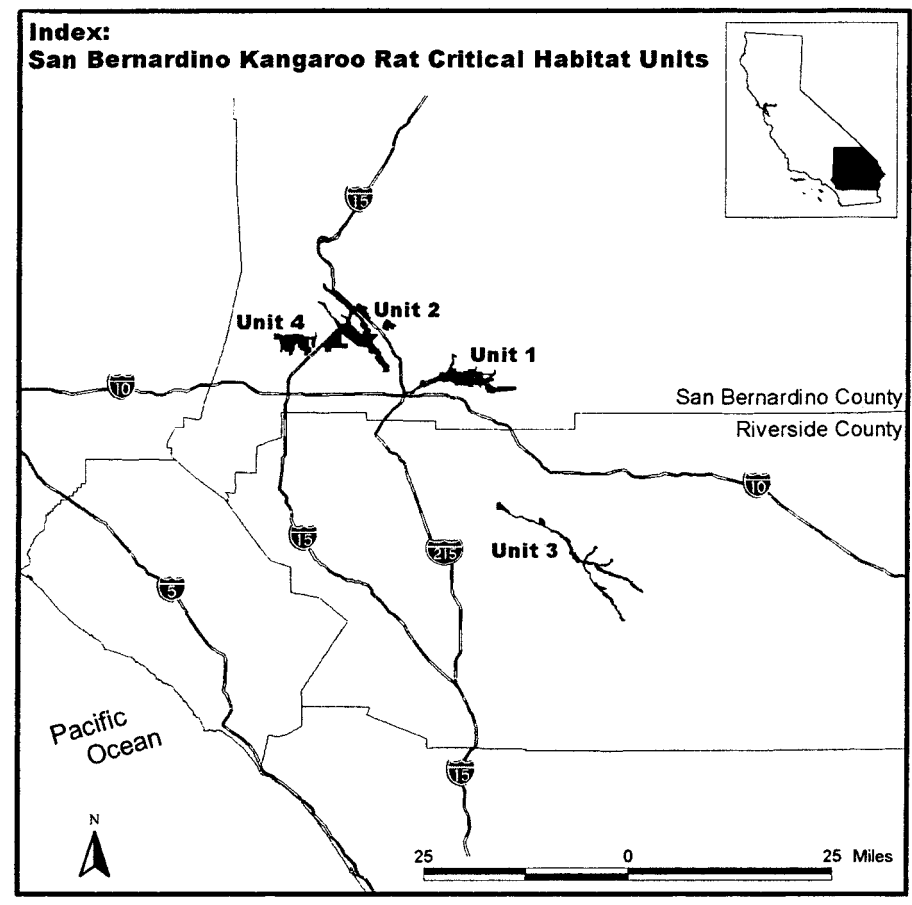 Index:
San Bernardino Kangaroo Rat Critical Habitat Units
15
Unit 2
Unit 4
Unit 1
10
San Bernardino County
Riverside County
10
15
215
Unit 3
5
Pacific
Ocean
15
N
25 0 25 Miles